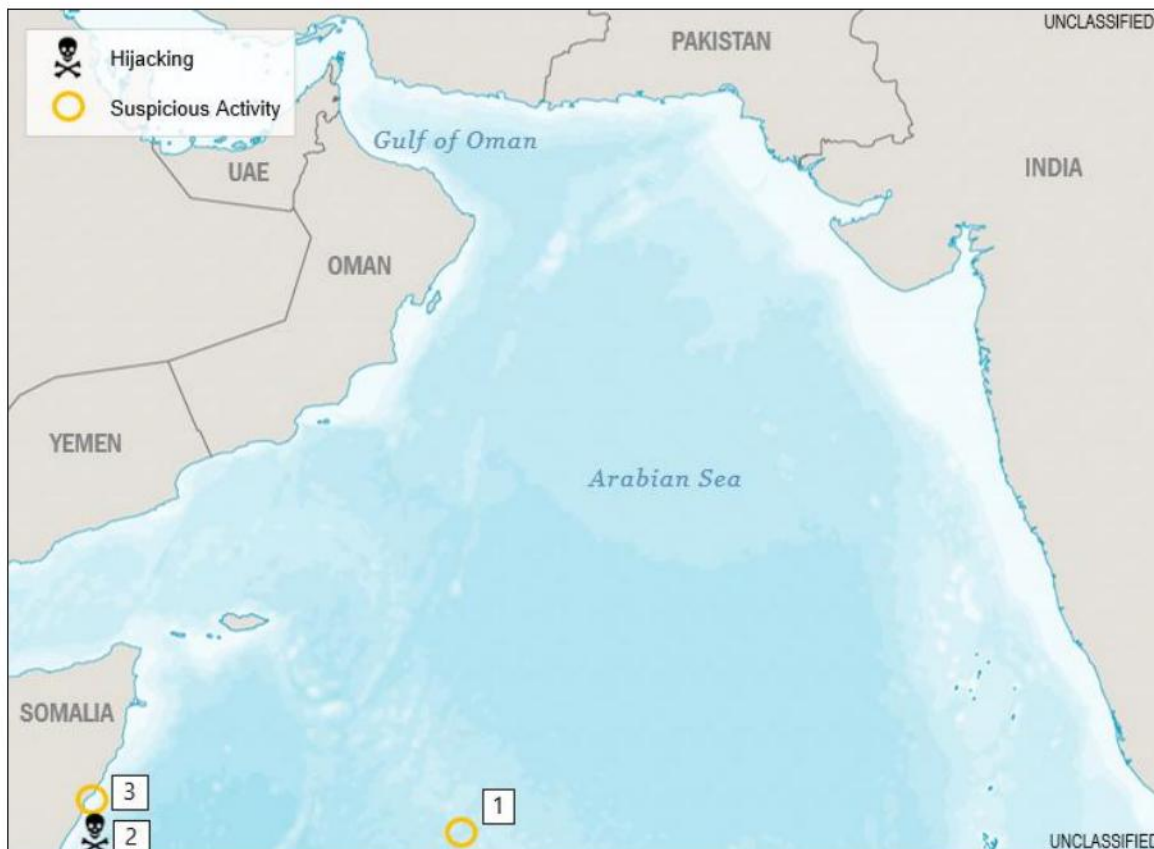 UNCLASSIFIED
Hijacking
Suspicious Activity
PAKISTAN
Gulf of Oman
UAE
INDIA
OMAN
YEMEN
Arabian Sea
SOMALIA
3
1
2
UNCLASSIFIED